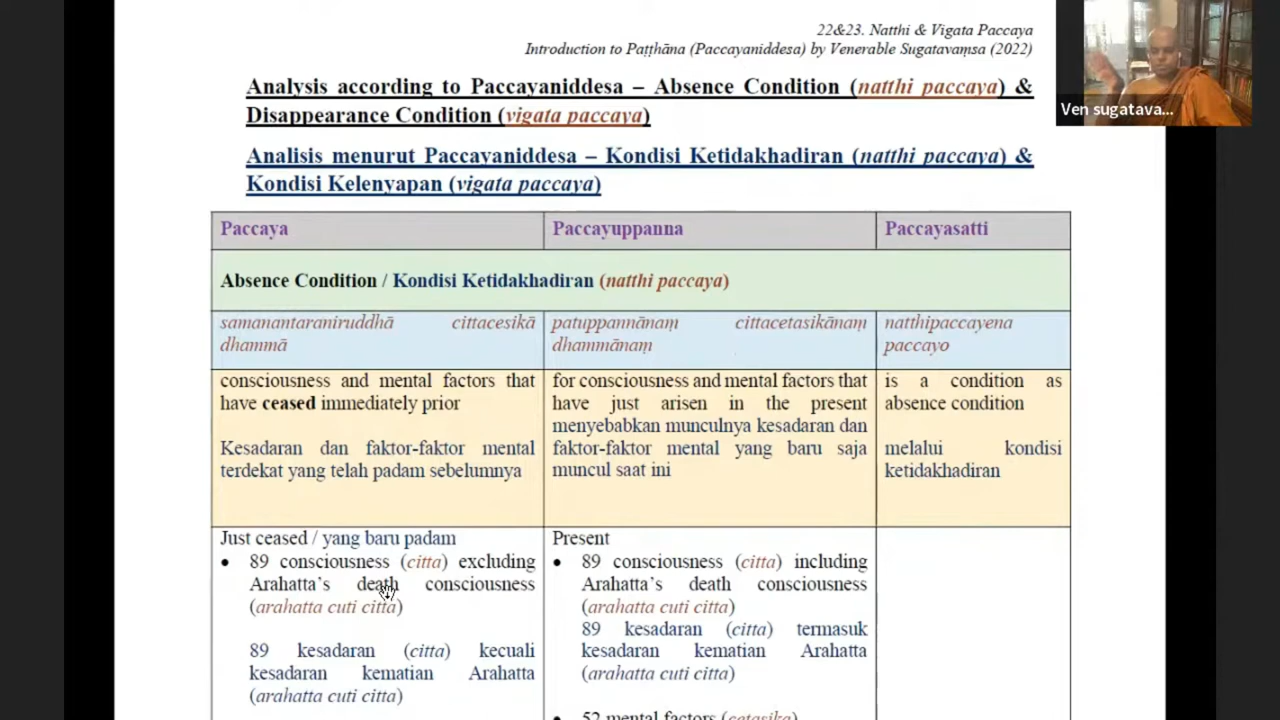 22&23. Natthi & Vigata Paccaya
Introduction to Paṭṭhāna (Paccayaniddesa) by Venerable Sugatavaṃsa (2022)
Ven sugatava...
Analysis according to Paccayaniddesa – Absence Condition (natthi paccaya) &
Disappearance Condition (vigata paccaya)
Analisis menurut Paccayaniddesa – Kondisi Ketidakhadiran (natthi paccaya) &
Kondisi Kelenyapan (vigata paccaya)
Paccaya
Paccayuppanna
Paccayasatti
Absence Condition / Kondisi Ketidakhadiran (natthi paccaya)
samanantaraniruddhā cittacesikā
dhammā
patuppannānaṃ cittacetasikānaṃ
dhammānaṃ
natthipaccayena
paccayo
consciousness and mental factors that
have ceased immediately prior
Kesadaran dan faktor-faktor mental
terdekat yang telah padam sebelumnya
for consciousness and mental factors that
have just arisen in the present
menyebabkan munculnya kesadaran dan
faktor-faktor mental yang baru saja
muncul saat ini
is a condition as
absence condition
melalui kondisi
ketidakhadiran
Just ceased / yang baru padam
• 89 consciousness (citta) excluding
Arahatta's death consciousness
(arahatta cuti citta)
89 kesadaran (citta) kecuali
kesadaran kematian Arahatta
(arahatta cuti citta)
Present
• 89 consciousness (citta) including
Arahatta's death consciousness
(arahatta cuti citta)
89 kesadaran (citta) termasuk
kesadaran kematian Arahatta
(arahatta cuti citta)
• 52 mental factors (cetasika)